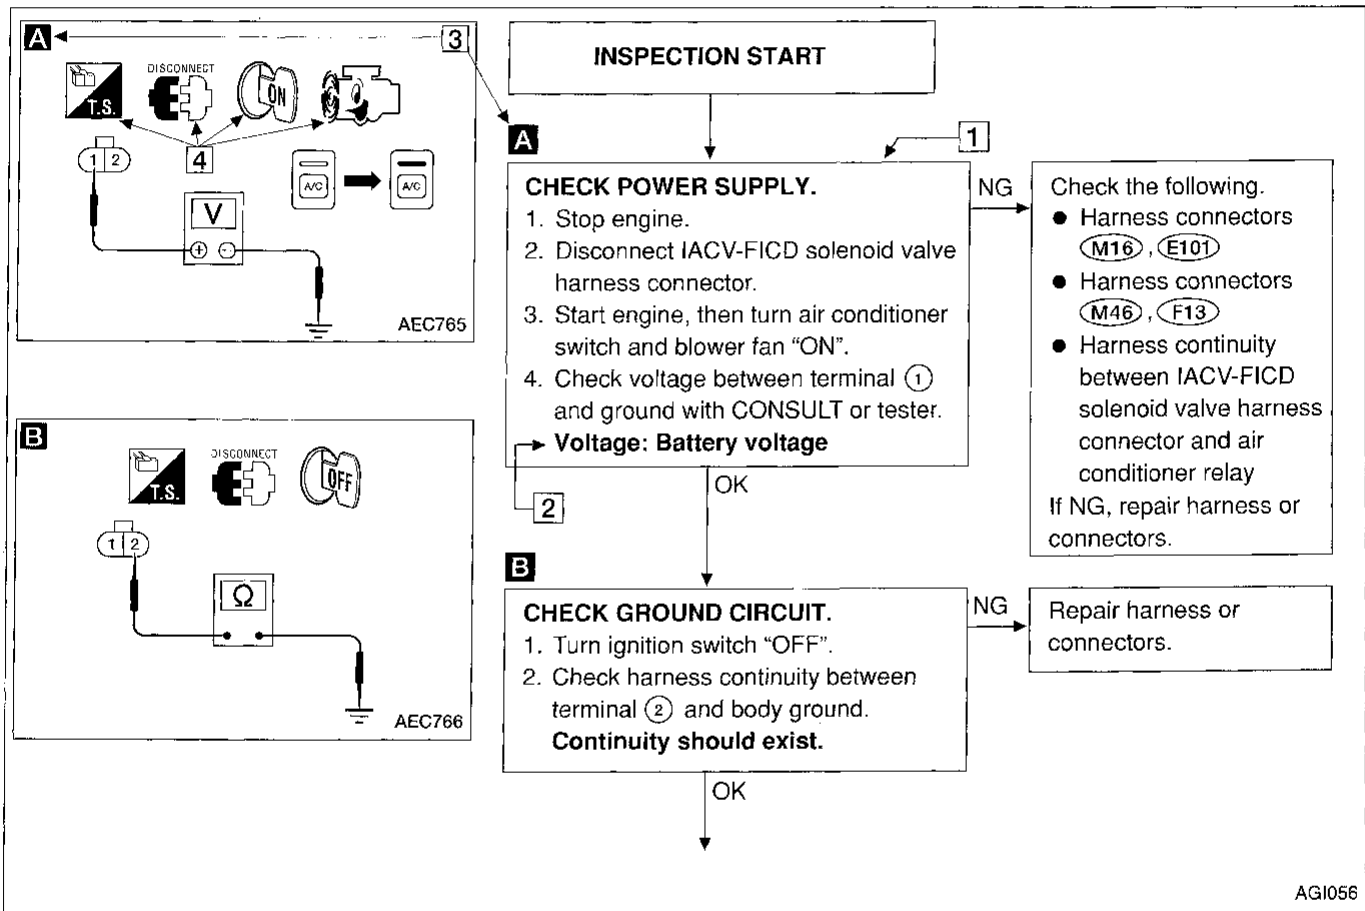 A
3
T.S.
DISCONNECT
ON
1 2
4
A/C
A/C
V
+ -
AEC765
B
T.S.
DISCONNECT
OFF
1 2
Ω
AEC766
INSPECTION START
A
1
CHECK POWER SUPPLY.
1. Stop engine.
2. Disconnect IACV-FICD solenoid valve
harness connector.
3. Start engine, then turn air conditioner
switch and blower fan “ON”.
4. Check voltage between terminal ①
and ground with CONSULT or tester.
Voltage: Battery voltage
2
NG
Check the following.
● Harness connectors
M16 , E101
● Harness connectors
M46 , F13
● Harness continuity
between IACV-FICD
solenoid valve harness
connector and air
conditioner relay
If NG, repair harness or
connectors.
OK
B
CHECK GROUND CIRCUIT.
1. Turn ignition switch “OFF”.
2. Check harness continuity between
terminal ② and body ground.
Continuity should exist.
NG
Repair harness or
connectors.
OK
AGI056